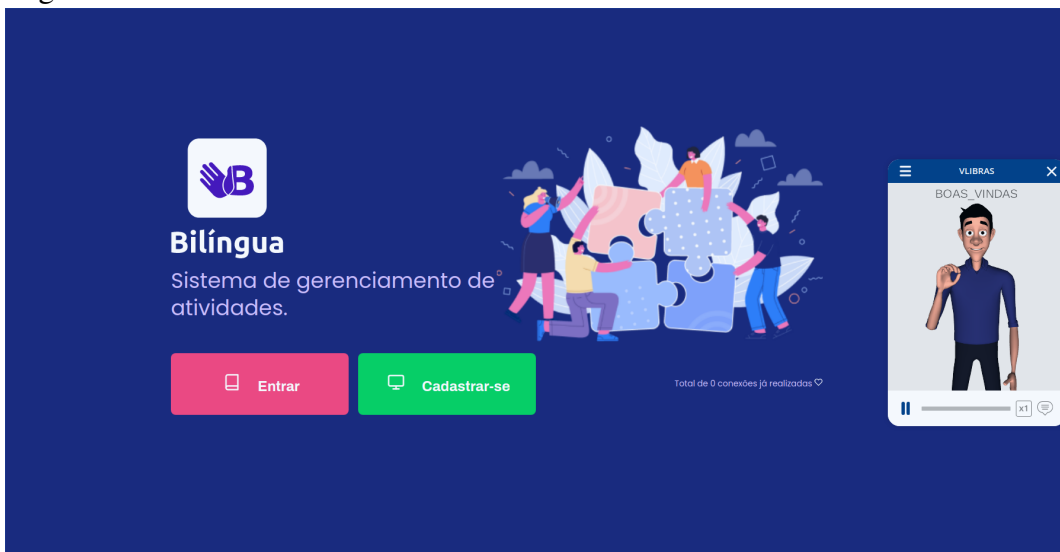 B
Bilíngua
Sistema de gerenciamento de
atividades.
Entrar
Cadastrar-se
Total de 0 conexões já realizadas
VLIBRAS
BOAS_VINDAS
x1